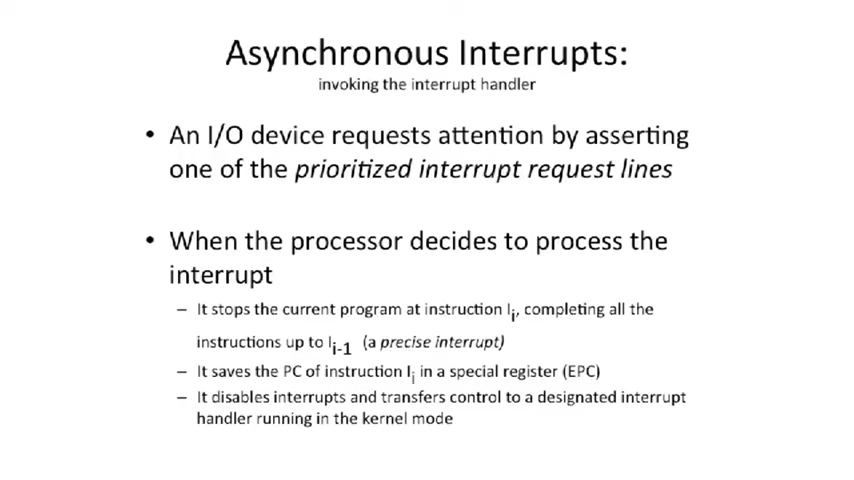 Asynchronous Interrupts:
invoking the interrupt handler
• An I/O device requests attention by asserting
one of the prioritized interrupt request lines
• When the processor decides to process the
interrupt
– It stops the current program at instruction Ii, completing all the
instructions up to Ii-1 (a precise interrupt)
– It saves the PC of instruction Ii in a special register (EPC)
– It disables interrupts and transfers control to a designated interrupt
handler running in the kernel mode